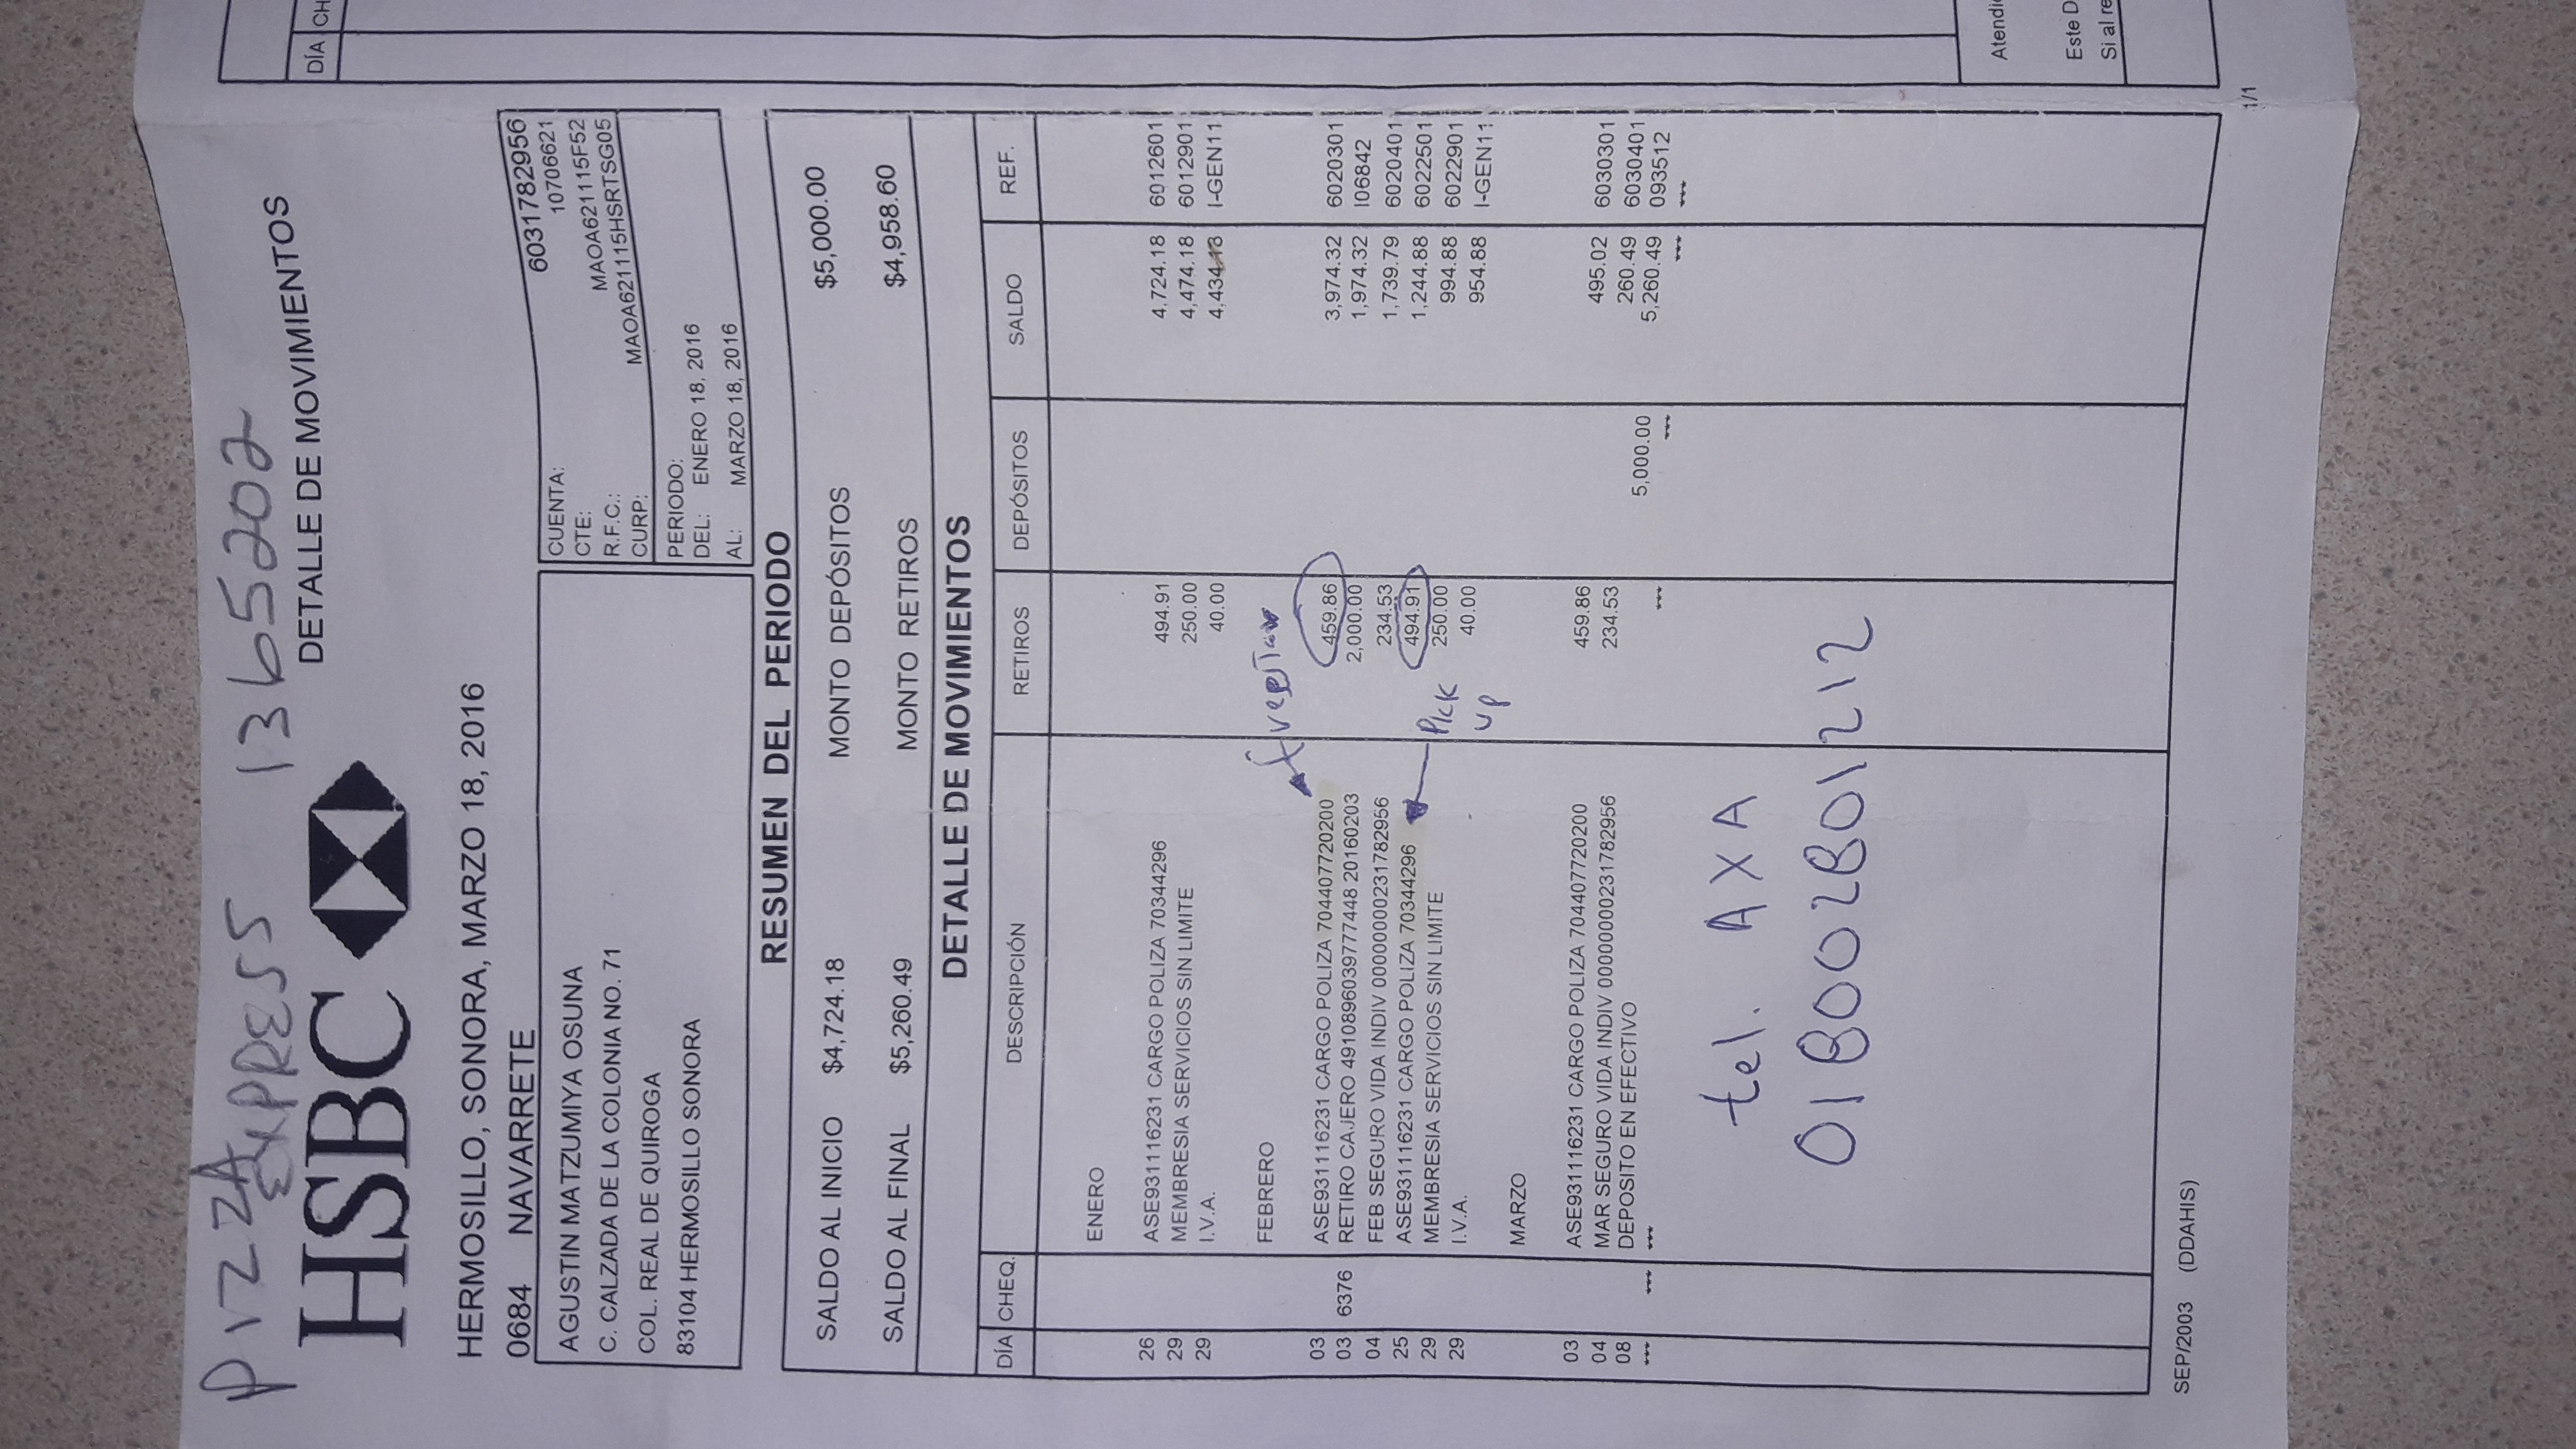 PIZZA EXPRESS 1365202
HSBC
DETALLE DE MOVIMIENTOS
HERMOSILLO, SONORA, MARZO 18, 2016
0684 NAVARRETE
AGUSTIN MATZUMIYA OSUNA
C. CALZADA DE LA COLONIA NO. 71
COL. REAL DE QUIROGA
83104 HERMOSILLO SONORA
CUENTA: 6031782956
CTE: 10706621
R.F.C.: MAOA621115F52
CURP: MAOA621115HSRTSG05
PERIODO:
DEL: ENERO 18, 2016
AL: MARZO 18, 2016
RESUMEN DEL PERIODO
SALDO AL INICIO $4,724.18 MONTO DEPÓSITOS $5,000.00
SALDO AL FINAL $5,260.49 MONTO RETIROS $4,958.60
DETALLE DE MOVIMIENTOS
DÍA CHEQ. DESCRIPCIÓN RETIROS DEPÓSITOS SALDO REF.
ENERO
26 ASE931116231 CARGO POLIZA 70344296 494.91 4,724.18 6012601
29 MEMBRESIA SERVICIOS SIN LIMITE 250.00 4,474.18 6012901
29 I.V.A. 40.00 4,434.18 I-GEN11
FEBRERO
03 ASE931116231 CARGO POLIZA 704407720200 459.86 3,974.32 6020301
03 6376 RETIRO CAJERO 4910896039777448 20160203 2,000.00 1,974.32 I06842
04 FEB SEGURO VIDA INDIV 00000000231782956 234.53 1,739.79 6020401
25 ASE931116231 CARGO POLIZA 70344296 494.91 1,244.88 6022501
29 MEMBRESIA SERVICIOS SIN LIMITE 250.00 994.88 6022901
29 I.V.A. 40.00 954.88 I-GEN11
Pick
up
MARZO
03 ASE931116231 CARGO POLIZA 704407720200 459.86 495.02 6030301
04 MAR SEGURO VIDA INDIV 00000000231782956 234.53 260.49 6030401
08 DEPOSITO EN EFECTIVO 5,000.00 5,260.49 093512
*** *** *** *** *** *** ***
tel. AXA
018002801212
SEP/2003 (DDAHIS)
1/1
DÍA CH
Atendi
Este D
Si al re